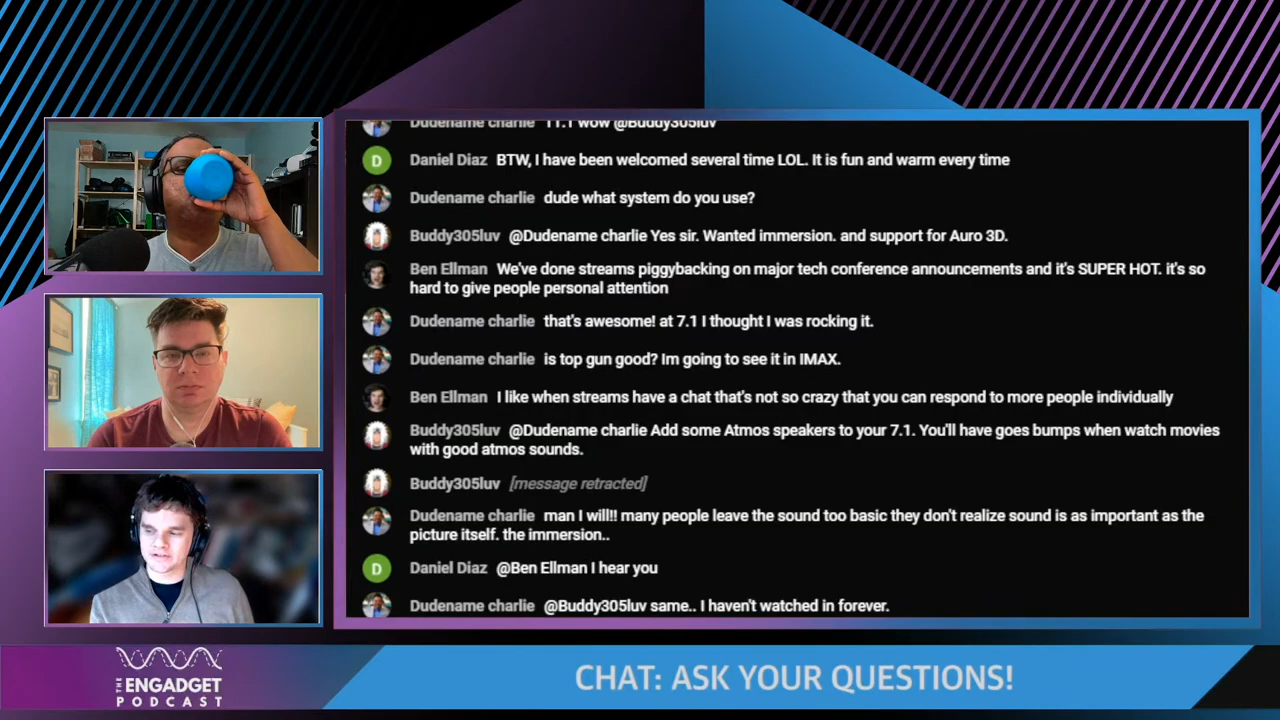 Dudename charlie 11.1 wow @Buddy305luv
Daniel Diaz BTW, I have been welcomed several time LOL. It is fun and warm every time
Dudename charlie dude what system do you use?
Buddy305luv @Dudename charlie Yes sir. Wanted immersion. and support for Auro 3D.
Ben Ellman We've done streams piggybacking on major tech conference announcements and it's SUPER HOT. it's so
hard to give people personal attention
Dudename charlie that's awesome! at 7.1 I thought I was rocking it.
Dudename charlie is top gun good? Im going to see it in IMAX.
Ben Ellman I like when streams have a chat that's not so crazy that you can respond to more people individually
Buddy305luv @Dudename charlie Add some Atmos speakers to your 7.1. You'll have goes bumps when watch movies
with good atmos sounds.
Buddy305luv [message retracted]
Dudename charlie man I will!! many people leave the sound too basic they don't realize sound is as important as the
picture itself. the immersion..
D Daniel Diaz @Ben Ellman I hear you
Dudename charlie @Buddy305luv same.. I haven't watched in forever.
THE ENGADGET
PODCAST
CHAT: ASK YOUR QUESTIONS!